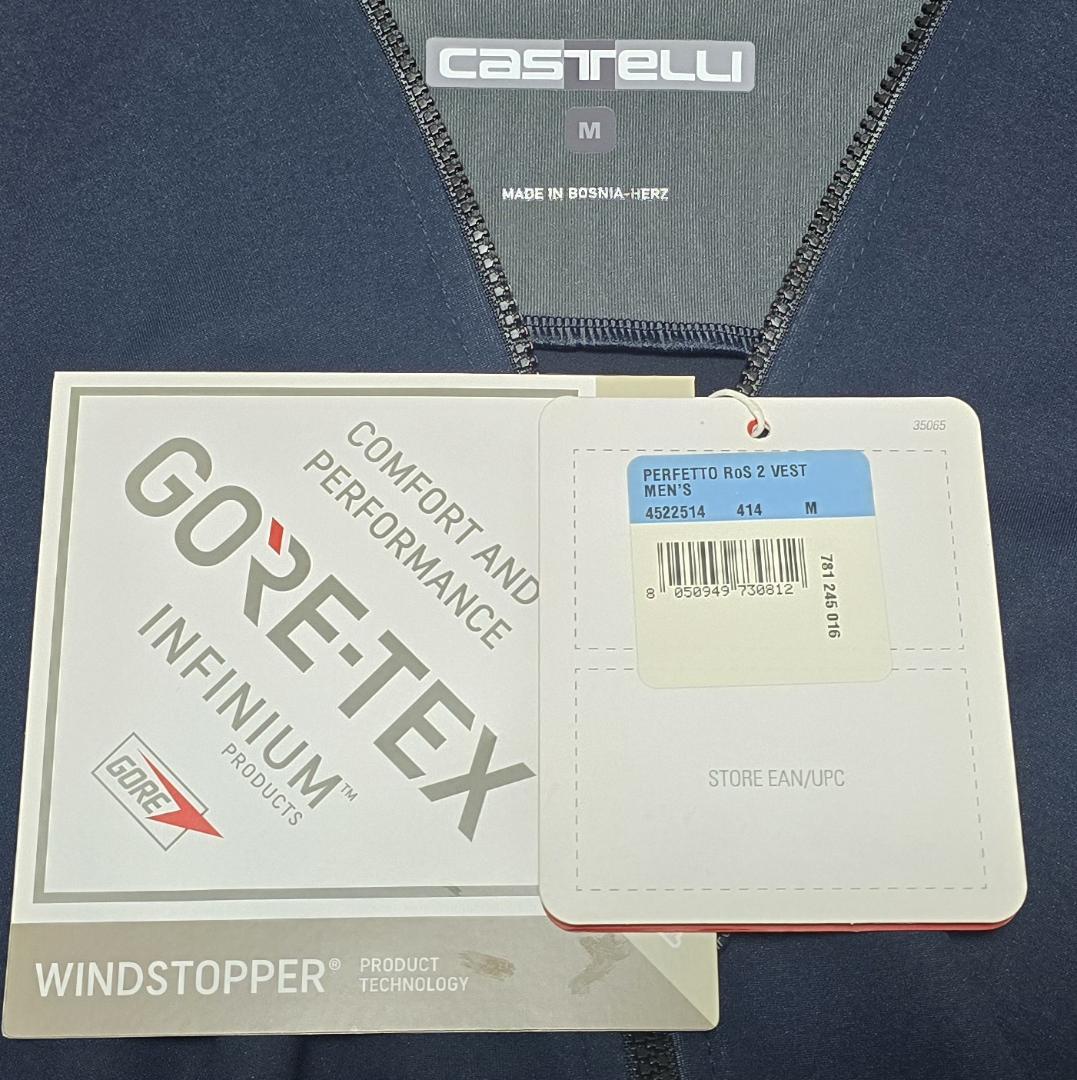 CASTELLI
M
MADE IN BOSNIA-HERZ
COMFORT AND
PERFORMANCE
GORE-TEX
INFINIUM™
PRODUCTS
GORE
WINDSTOPPER®
PRODUCT
TECHNOLOGY
35065
PERFETTO RoS 2 VEST
MEN'S
4522514 414 M
8 050949 730812
781 245 016
STORE EAN/UPC